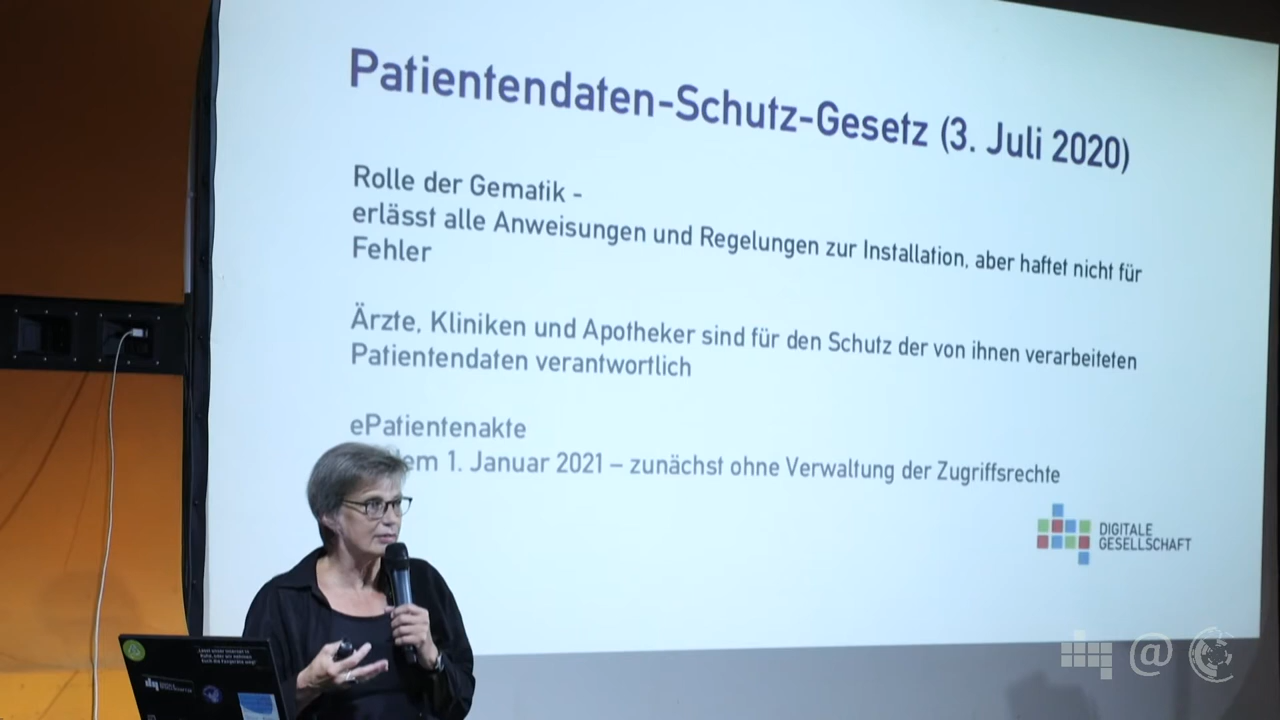 Patientendaten-Schutz-Gesetz (3. Juli 2020)
Rolle der Gematik -
erlässt alle Anweisungen und Regelungen zur Installation, aber haftet nicht für
Fehler
Ärzte, Kliniken und Apotheker sind für den Schutz der von ihnen verarbeiteten
Patientendaten verantwortlich
ePatientenakte
em 1. Januar 2021 – zunächst ohne Verwaltung der Zugriffsrechte
DIGITALE
GESELLSCHAFT
@